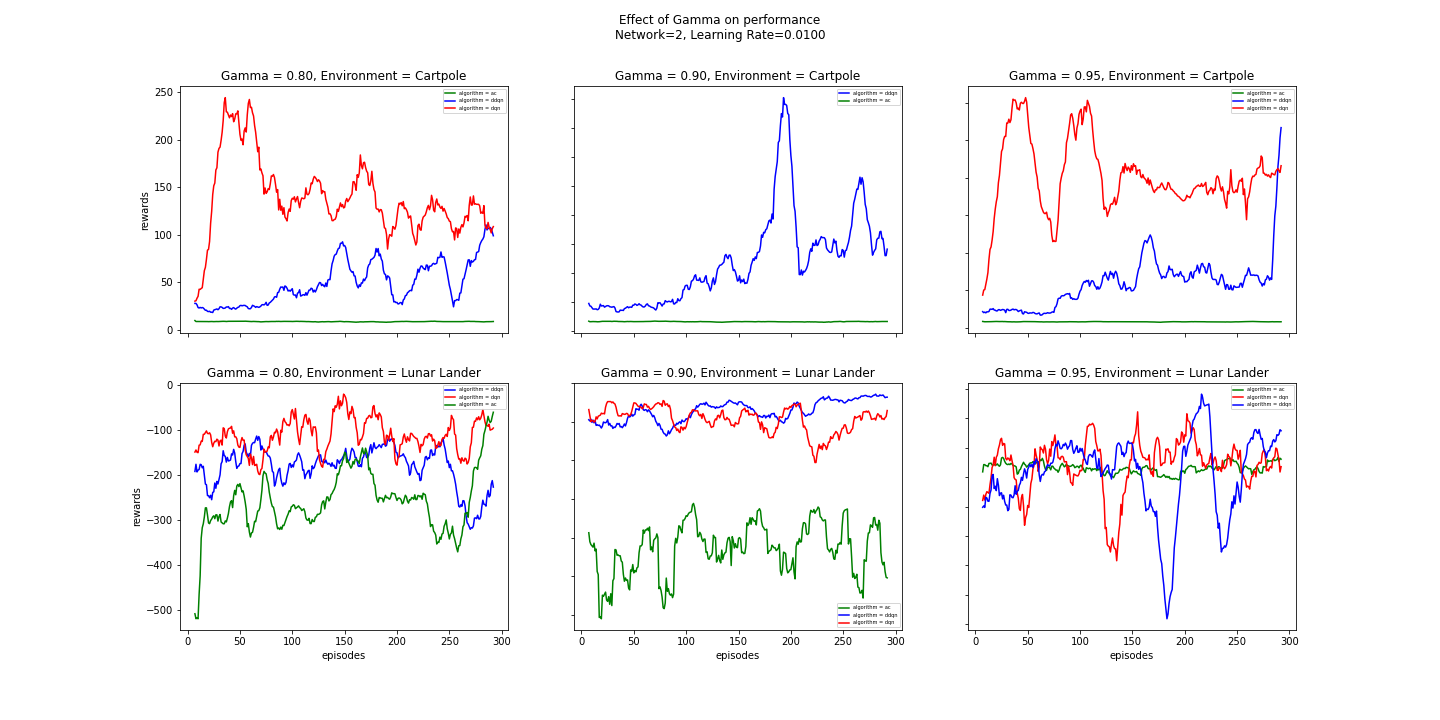 Effect of Gamma on performance
Network=2, Learning Rate=0.0100
Gamma = 0.80, Environment = Cartpole
algorithm = ac
algorithm = ddqn
algorithm = dqn
250
200
150
100
50
0
rewards
Gamma = 0.90, Environment = Cartpole
algorithm = ddqn
algorithm = ac
Gamma = 0.95, Environment = Cartpole
algorithm = ac
algorithm = ddqn
algorithm = dqn
Gamma = 0.80, Environment = Lunar Lander
algorithm = ddqn
algorithm = dqn
algorithm = ac
0
−100
−200
−300
−400
−500
rewards
0 50 100 150 200 250 300
episodes
Gamma = 0.90, Environment = Lunar Lander
algorithm = ac
algorithm = ddqn
algorithm = dqn
0 50 100 150 200 250 300
episodes
Gamma = 0.95, Environment = Lunar Lander
algorithm = ac
algorithm = dqn
algorithm = ddqn
0 50 100 150 200 250 300
episodes